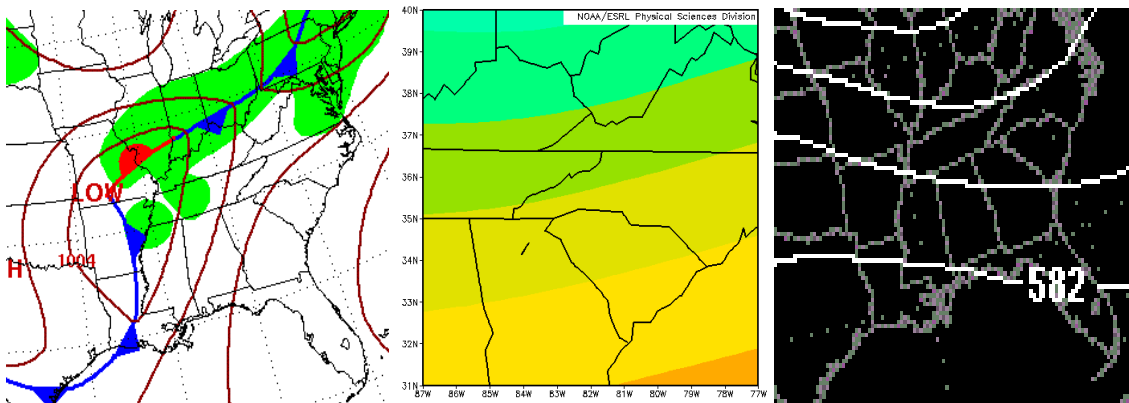 LOW
1004
H
NOAA/ESRL Physical Sciences Division
40N
39N
38N
37N
36N
35N
34N
33N
32N
31N
87W 86W 85W 84W 83W 82W 81W 80W 79W 78W 77W
582